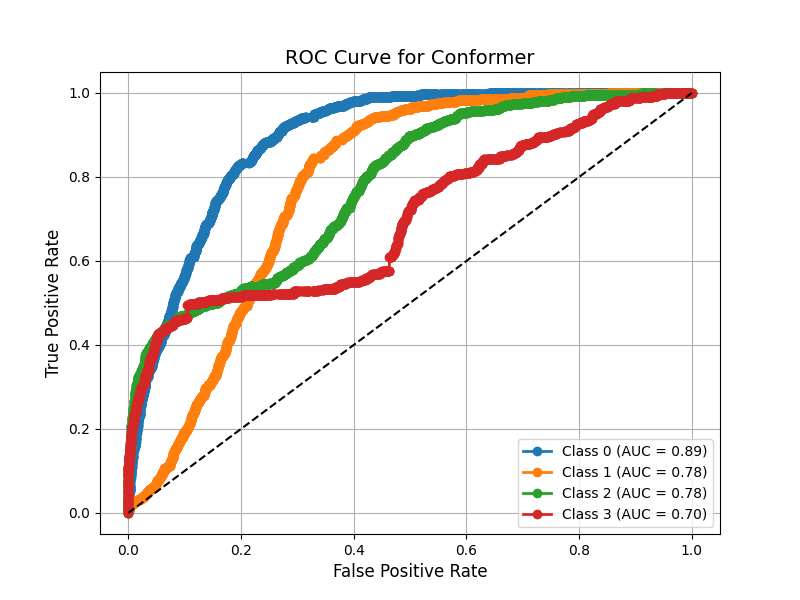 ROC Curve for Conformer
True Positive Rate
1.0
0.8
0.6
0.4
0.2
0.0
0.0 0.2 0.4 0.6 0.8 1.0
False Positive Rate
Class 0 (AUC = 0.89)
Class 1 (AUC = 0.78)
Class 2 (AUC = 0.78)
Class 3 (AUC = 0.70)